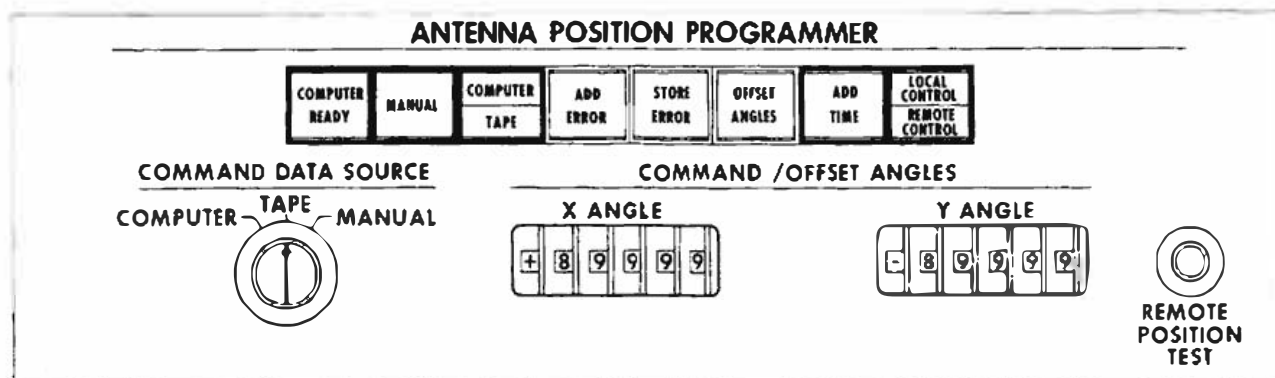 ANTENNA POSITION PROGRAMMER
COMPUTER READY
MANUAL
COMPUTER
TAPE
ADD ERROR
STORE ERROR
OFFSET ANGLES
ADD TIME
LOCAL CONTROL
REMOTE CONTROL
COMMAND DATA SOURCE
COMPUTER
TAPE
MANUAL
COMMAND /OFFSET ANGLES
X ANGLE
+ 8 9 9 9 9
Y ANGLE
- 8 9 9 9 9
REMOTE
POSITION
TEST